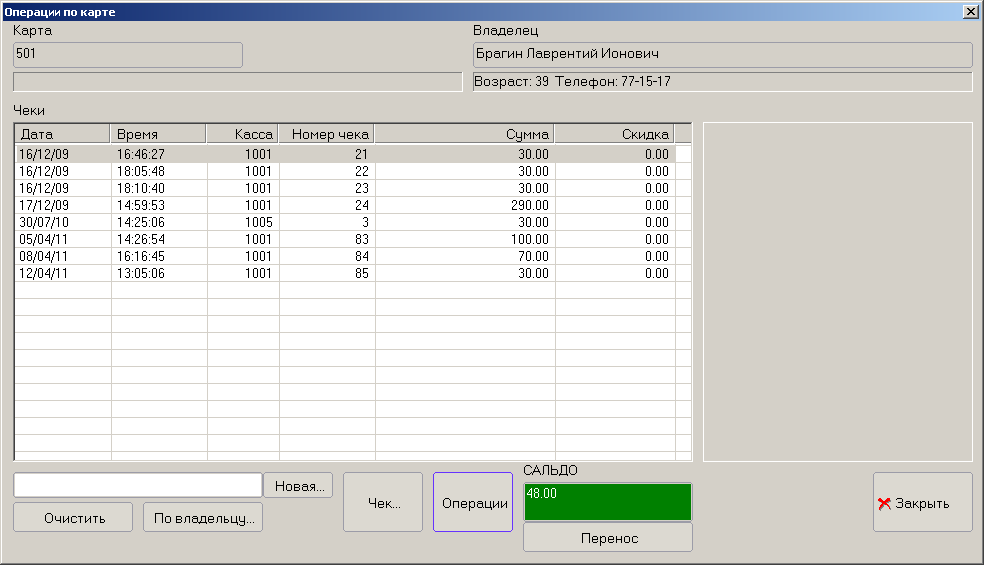 Операции по карте
Карта
Владелец
501
Брагин Лаврентий Ионович
Возраст: 39 Телефон: 77-15-17
Чеки
Дата Время Касса Номер чека Сумма Скидка
16/12/09 16:46:27 1001 21 30.00 0.00
16/12/09 18:05:48 1001 22 30.00 0.00
16/12/09 18:10:40 1001 23 30.00 0.00
17/12/09 14:59:53 1001 24 290.00 0.00
30/07/10 14:25:06 1005 3 30.00 0.00
05/04/11 14:26:54 1001 83 100.00 0.00
08/04/11 16:16:45 1001 84 70.00 0.00
12/04/11 13:05:06 1001 85 30.00 0.00
Новая...
Очистить
По владельцу...
Чек...
Операции
САЛЬДО
48.00
Перенос
Закрыть